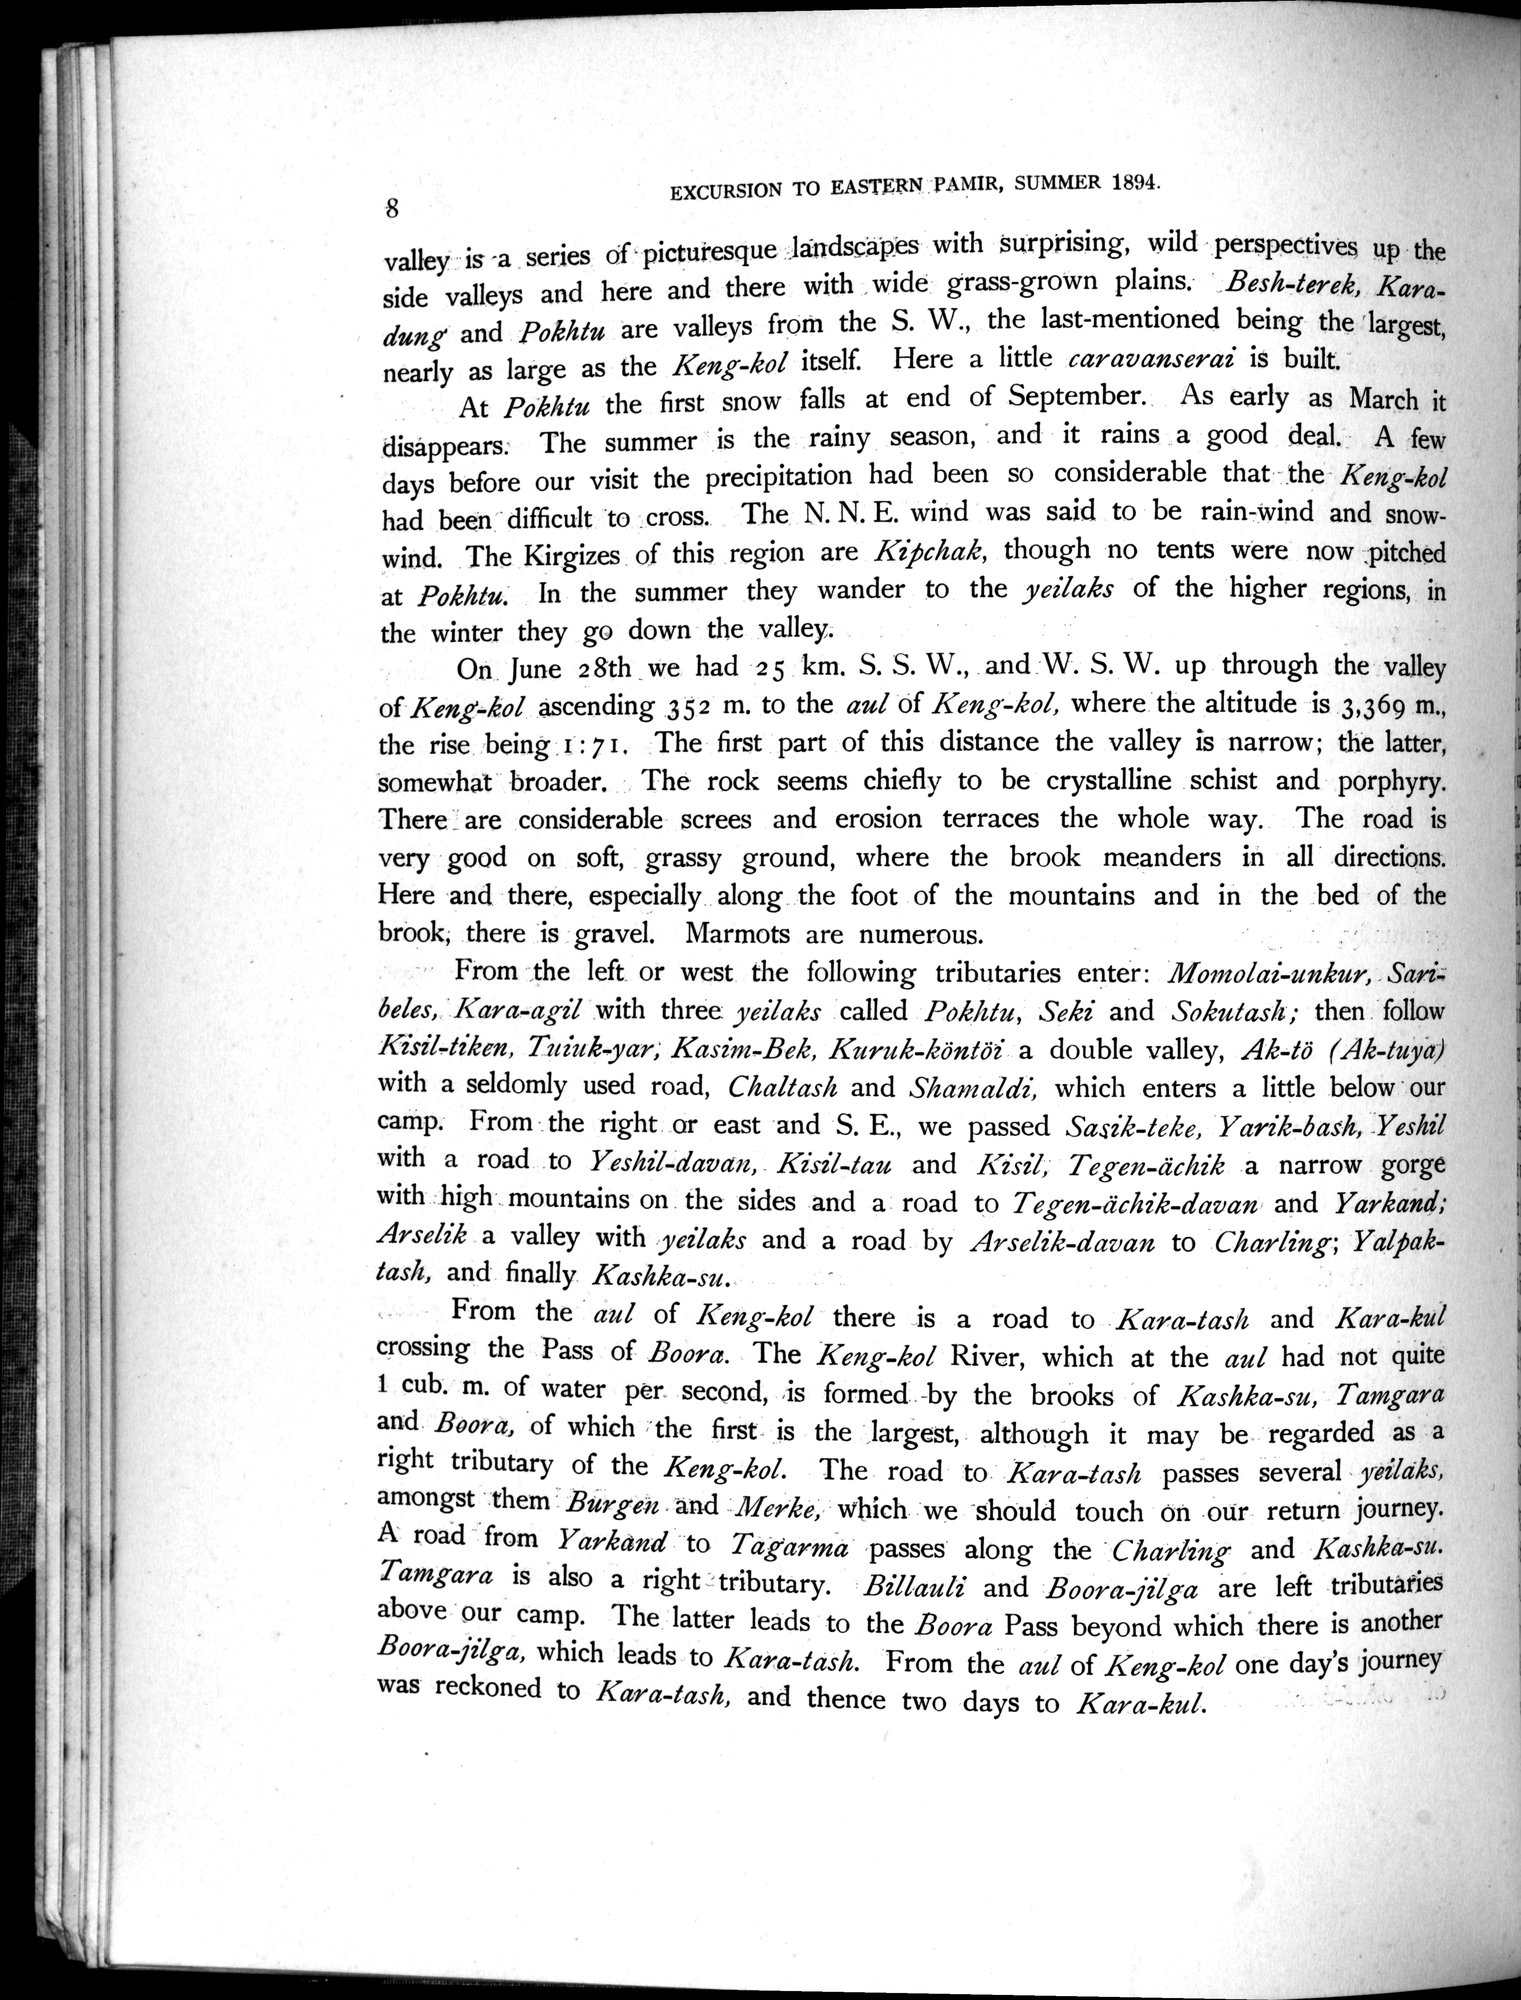 8
EXCURSION TO EASTERN PAMIR, SUMMER 1894.
valley is a series of picturesque landscapes with surprising, wild perspectives up the
side valleys and here and there with wide grass-grown plains. Besh-terek, Kara-
dung and Pokhtu are valleys from the S. W., the last-mentioned being the largest,
nearly as large as the Keng-kol itself. Here a little caravanserai is built.
At Pokhtu the first snow falls at end of September. As early as March it
disappears. The summer is the rainy season, and it rains a good deal. A few
days before our visit the precipitation had been so considerable that the Keng-kol
had been difficult to cross. The N. N. E. wind was said to be rain-wind and snow-
wind. The Kirgizes of this region are Kipchak, though no tents were now pitched
at Pokhtu. In the summer they wander to the yeilaks of the higher regions, in
the winter they go down the valley.
On June 28th we had 25 km. S. S. W., and W. S. W. up through the valley
of Keng-kol ascending 352 m. to the aul of Keng-kol, where the altitude is 3,369 m.,
the rise being 1:71. The first part of this distance the valley is narrow; the latter,
somewhat broader. The rock seems chiefly to be crystalline schist and porphyry.
There are considerable screes and erosion terraces the whole way. The road is
very good on soft, grassy ground, where the brook meanders in all directions.
Here and there, especially along the foot of the mountains and in the bed of the
brook, there is gravel. Marmots are numerous.
From the left or west the following tributaries enter: Momolai-unkur, Sari-
beles, Kara-agil with three yeilaks called Pokhtu, Seki and Sokutash; then follow
Kisil-tiken, Tuiuk-yar, Kasim-Bek, Kuruk-köntöi a double valley, Ak-tö (Ak-tuya)
with a seldomly used road, Chaltash and Shamaldi, which enters a little below our
camp. From the right or east and S. E., we passed Sasik-teke, Yarik-bash, Yeshil
with a road to Yeshil-davan, Kisil-tau and Kisil, Tegen-ächik a narrow gorge
with high mountains on the sides and a road to Tegen-ächik-davan and Yarkand;
Arselik a valley with yeilaks and a road by Arselik-davan to Charling; Yalpak-
tash, and finally Kashka-su.
From the aul of Keng-kol there is a road to Kara-tash and Kara-kul
crossing the Pass of Boora. The Keng-kol River, which at the aul had not quite
1 cub. m. of water per second, is formed by the brooks of Kashka-su, Tamgara
and Boora, of which the first is the largest, although it may be regarded as a
right tributary of the Keng-kol. The road to Kara-tash passes several yeilaks,
amongst them Burgen and Merke, which we should touch on our return journey.
A road from Yarkand to Tagarma passes along the Charling and Kashka-su.
Tamgara is also a right tributary. Billauli and Boora-jilga are left tributaries
above our camp. The latter leads to the Boora Pass beyond which there is another
Boora-jilga, which leads to Kara-tash. From the aul of Keng-kol one day's journey
was reckoned to Kara-tash, and thence two days to Kara-kul.